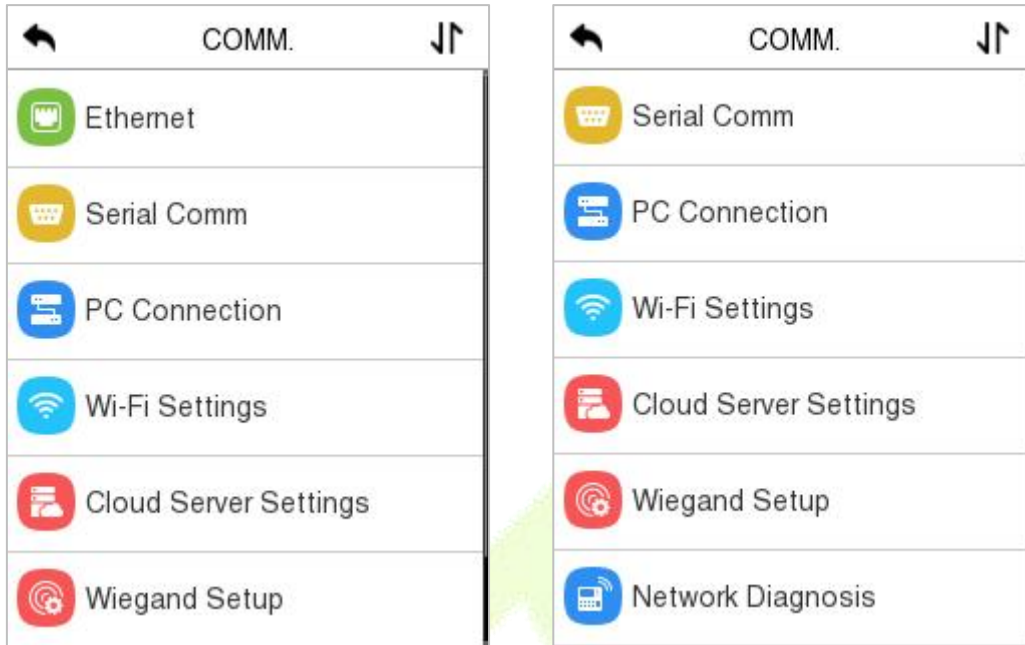 COMM.
Ethernet
Serial Comm
PC Connection
Wi-Fi Settings
Cloud Server Settings
Wiegand Setup
COMM.
Serial Comm
PC Connection
Wi-Fi Settings
Cloud Server Settings
Wiegand Setup
Network Diagnosis